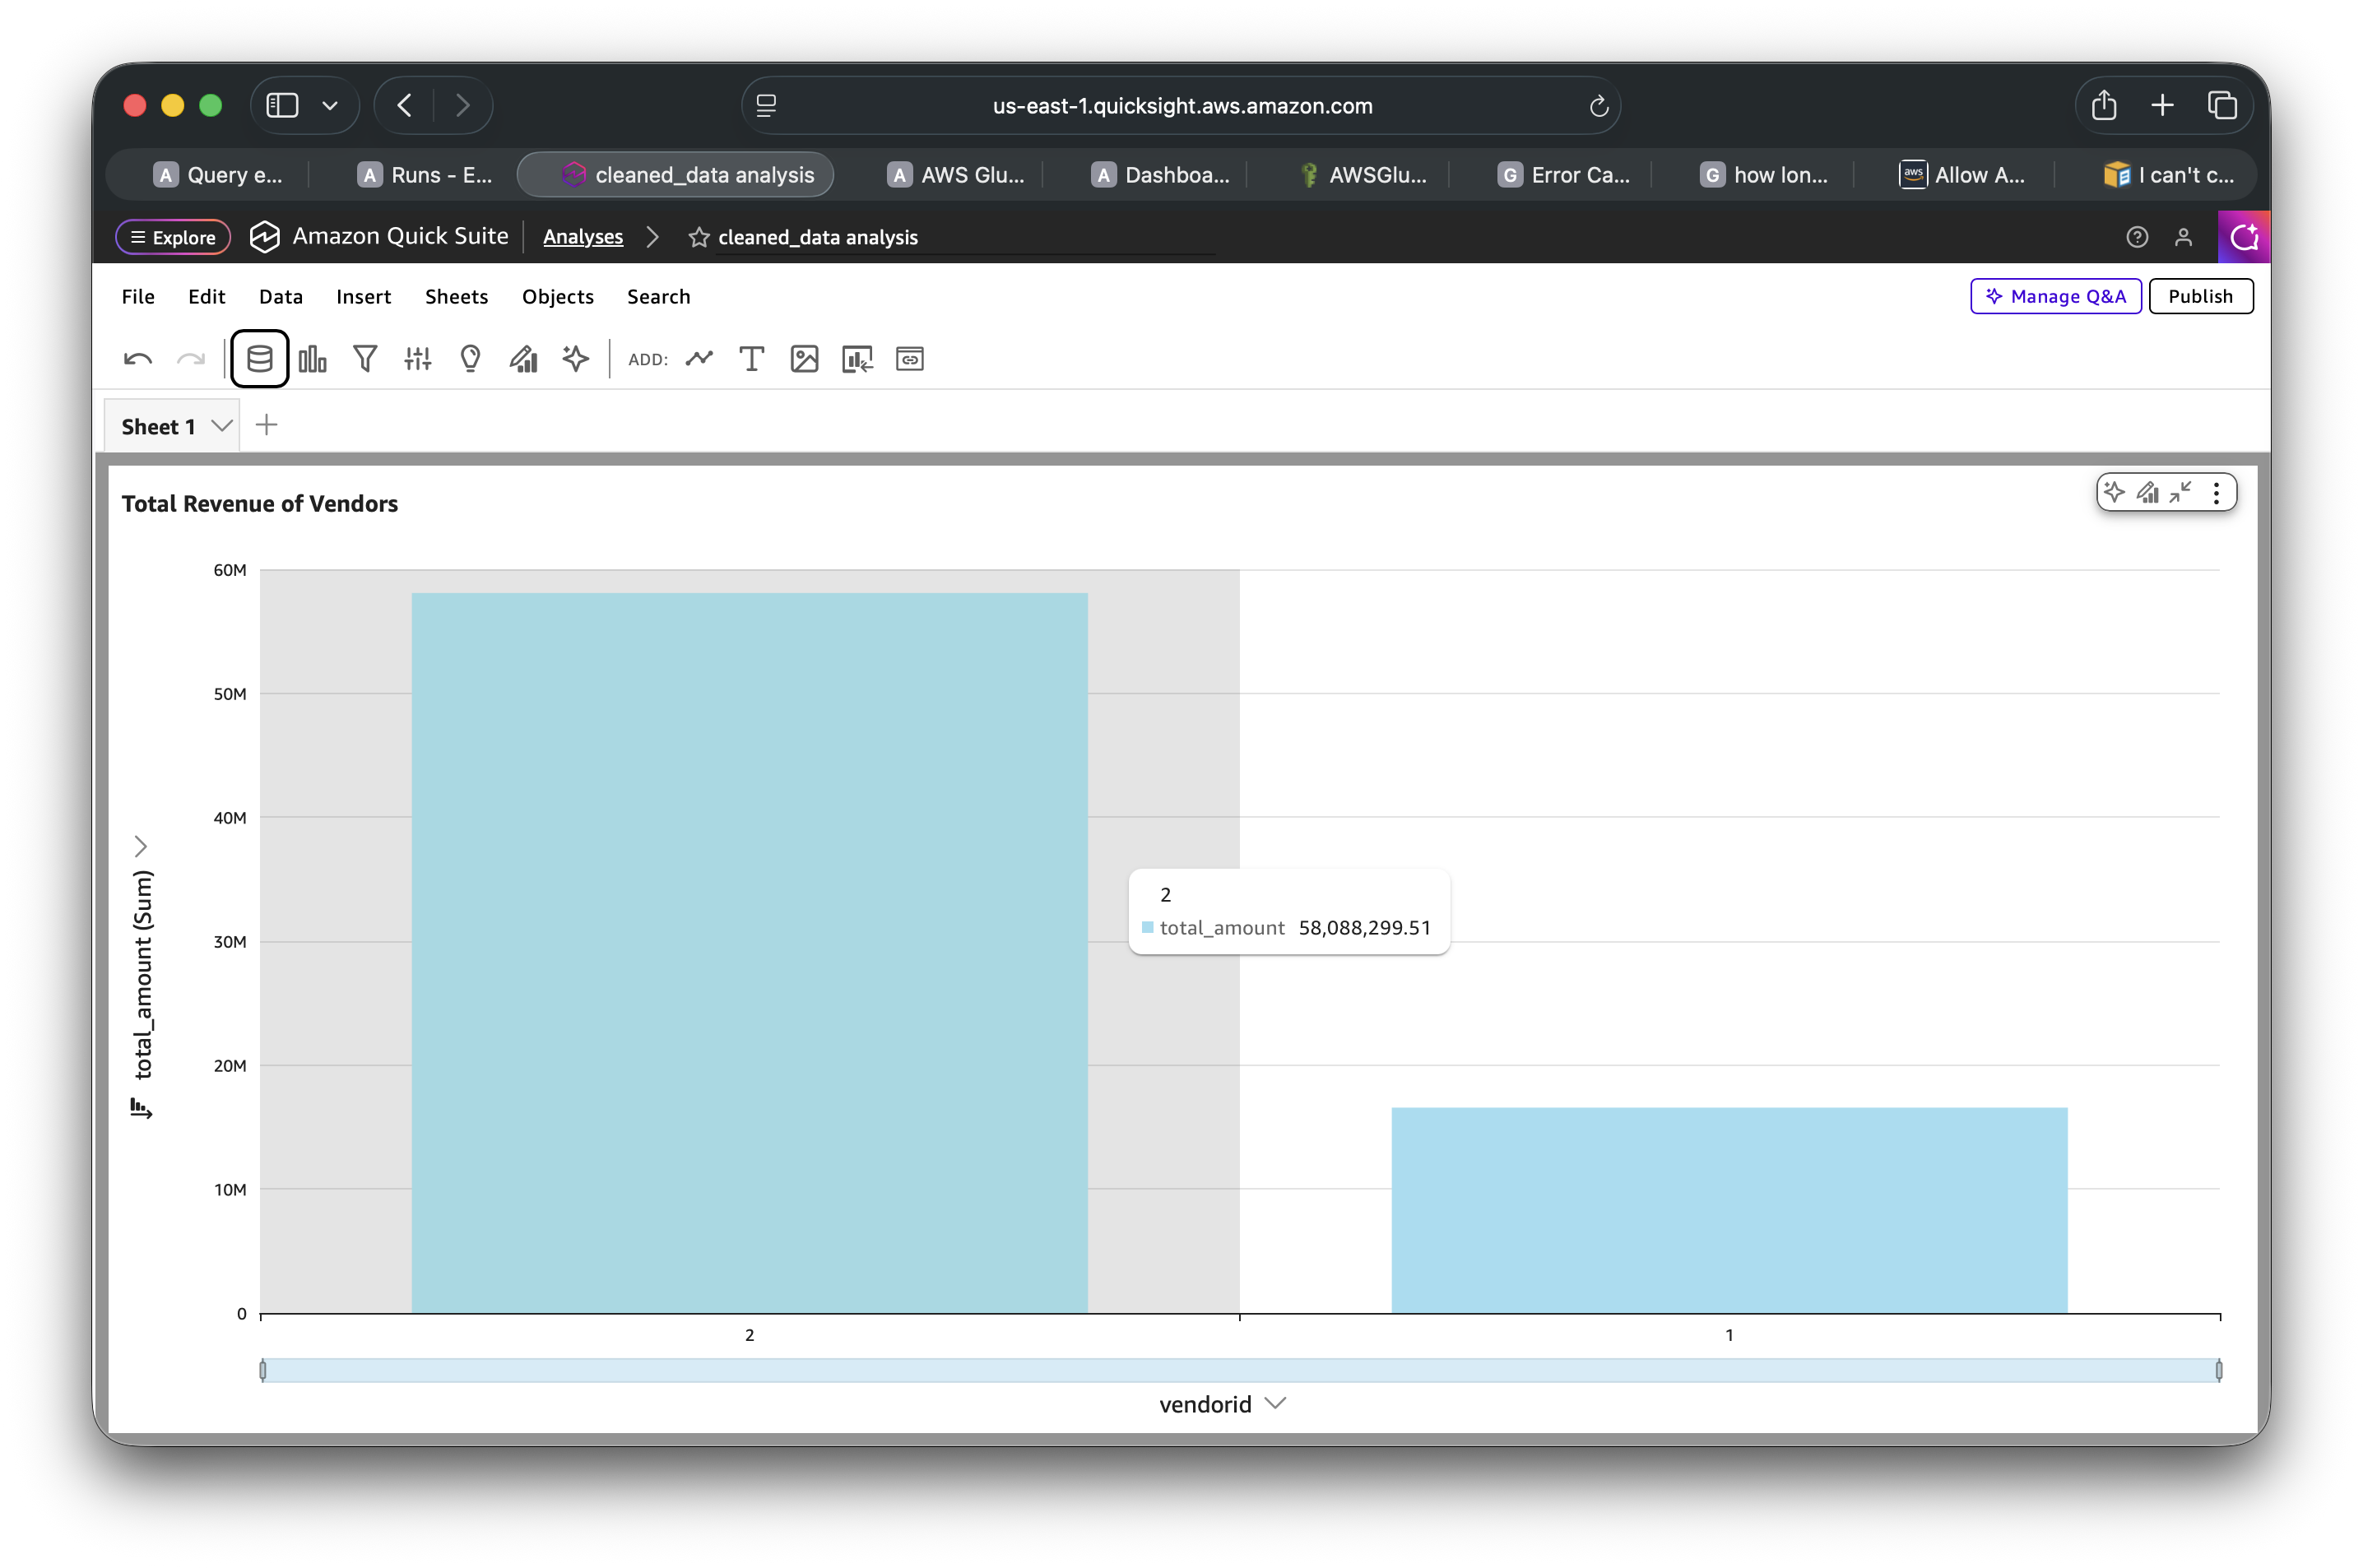 us-east-1.quicksight.aws.amazon.com
A Query e...
A Runs - E...
cleaned_data analysis
A AWS Glu...
A Dashboa...
AWSGlu...
G Error Ca...
G how lon...
aws Allow A...
I can't c...
Explore
Amazon Quick Suite
Analyses
cleaned_data analysis
File Edit Data Insert Sheets Objects Search
Manage Q&A
Publish
ADD:
Sheet 1
Total Revenue of Vendors
60M
50M
40M
30M
20M
10M
0
total_amount (Sum)
2
total_amount 58,088,299.51
2
1
vendorid